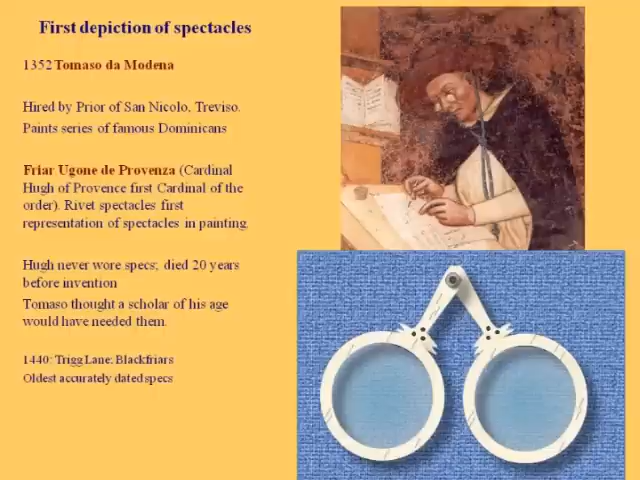 First depiction of spectacles
1352 Tomaso da Modena
Hired by Prior of San Nicolo, Treviso.
Paints series of famous Dominicans
Friar Ugone de Provenza (Cardinal
Hugh of Provence first Cardinal of the
order). Rivet spectacles first
representation of spectacles in painting.
Hugh never wore specs; died 20 years
before invention
Tomaso thought a scholar of his age
would have needed them.
1440: Trigg Lane: Blackfriars
Oldest accurately dated specs